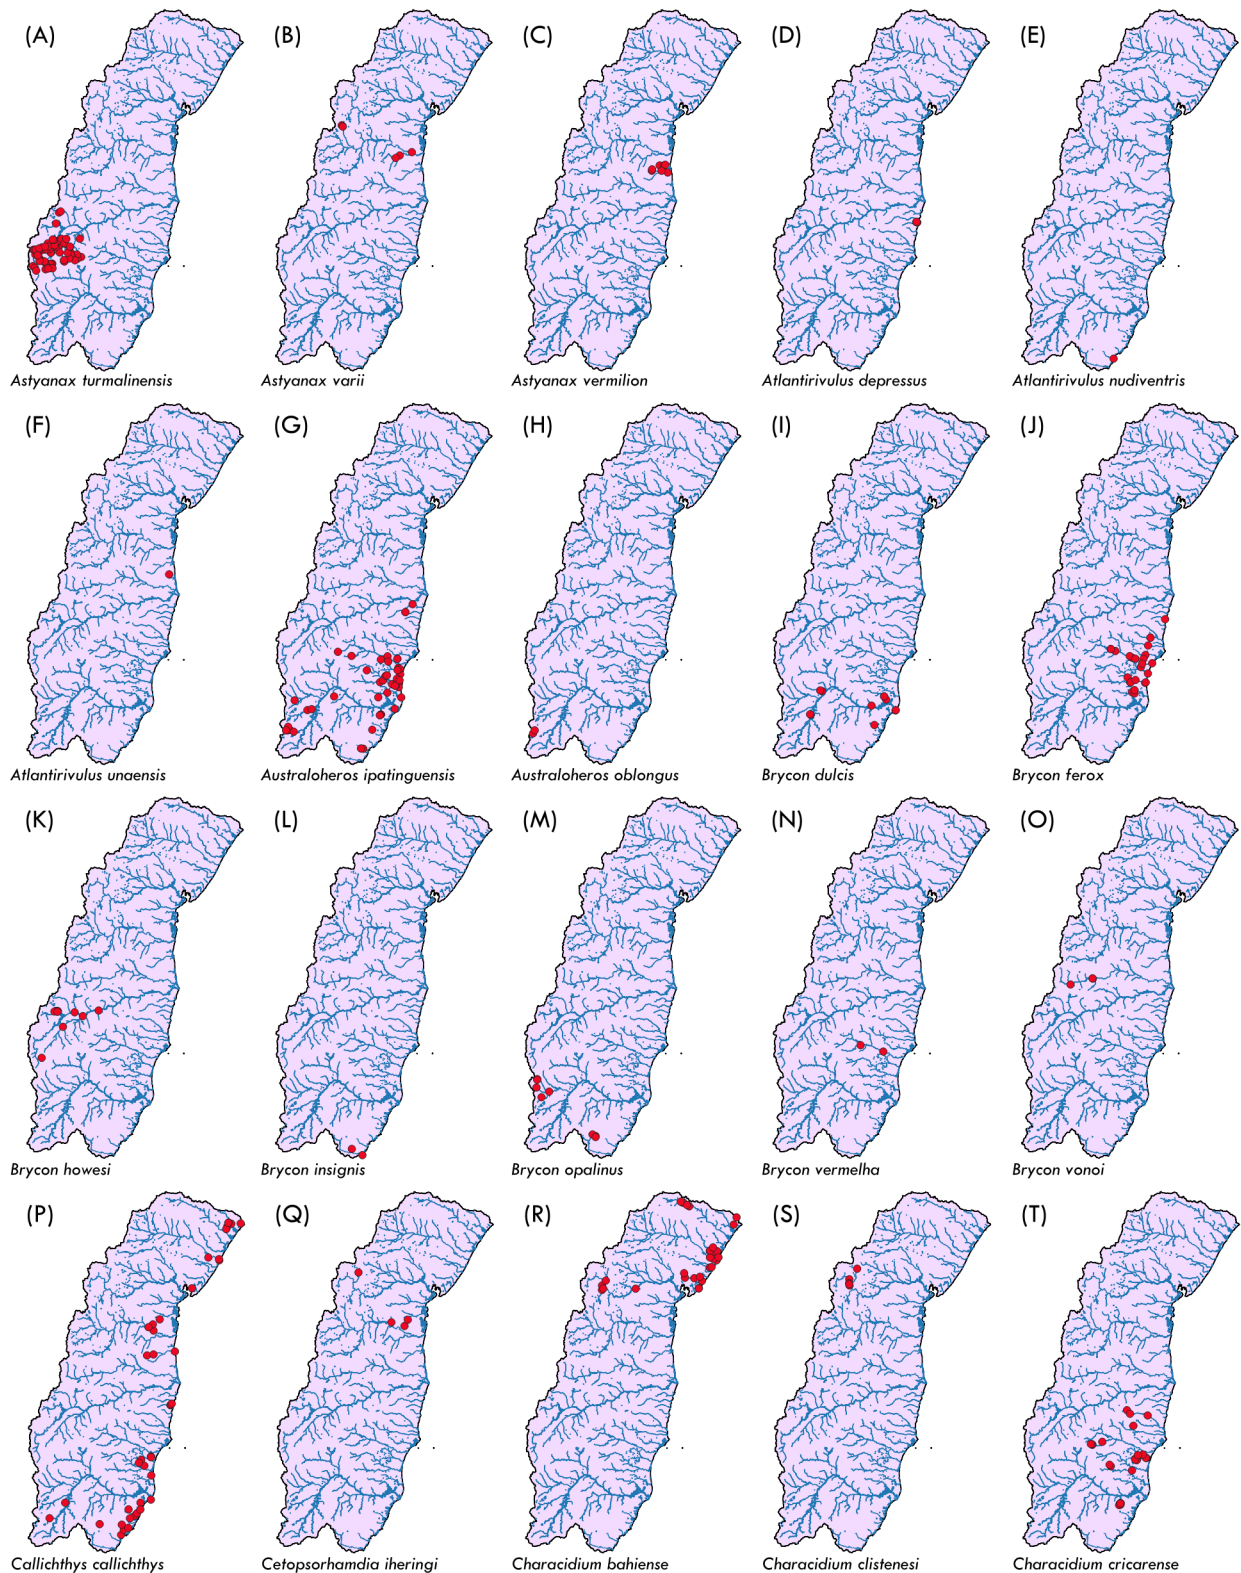 (A) (B) (C) (D) (E)
Astyanax turmalinensis Astyanax varii Astyanax vermilion Atlantirivulus depressus Atlantirivulus nudiventris
(F) (G) (H) (I) (J)
Atlatirivulus unaensis Australoheros ipatinguensis Australoheros oblongus Brycon dulcis Brycon ferox
(K) (L) (M) (N) (O)
Brycon howesi Brycon insignis Brycon opalinus Brycon vermelha Brycon vonoi
(P) (Q) (R) (S) (T)
Callichthys callichthys Cetopsorhamdia iheringi Characidium bahiense Characidium clistenesi Characidium cricarense